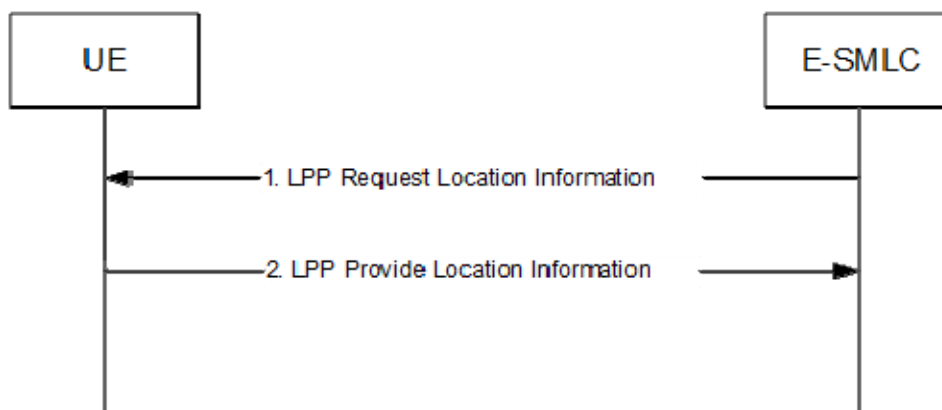 UE
E-SMLC
1. LPP Request Location Information
2. LPP Provide Location Information